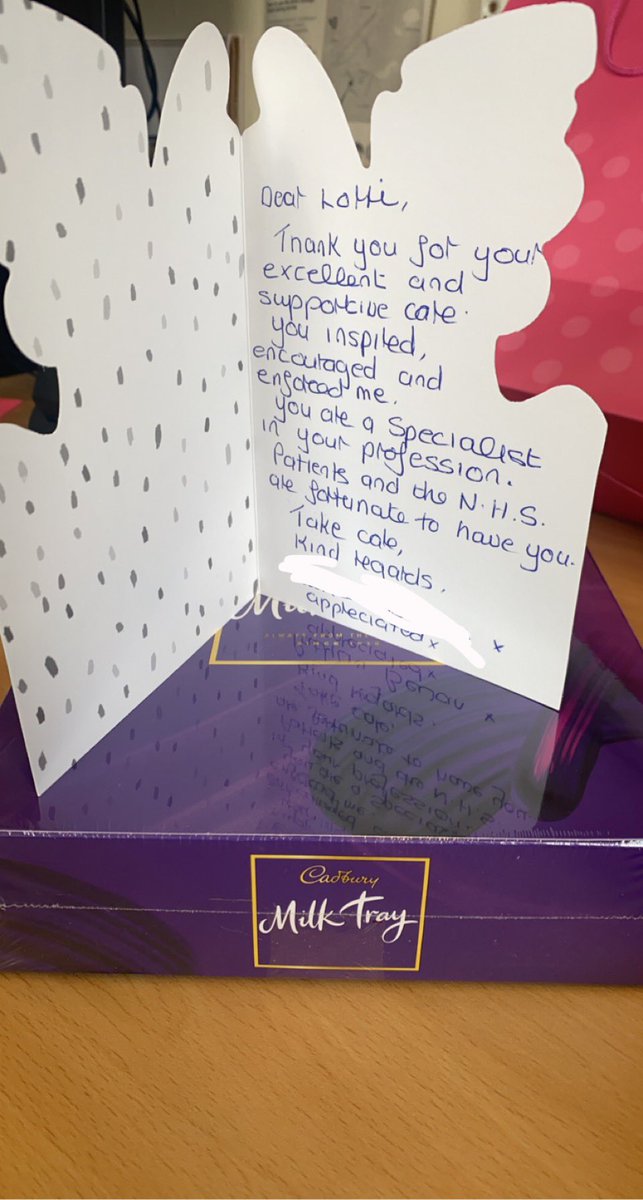 Dear Lotti,
Thank you for your
excellent and
supportive care.
you inspired,
encouraged and
me.
you are a Specialist
in your profession.
Patients and the N.H.S.
are fortunate to have you.
Take care,
Kind regards,
appreciated x
x
Cadbury
Milk Tray